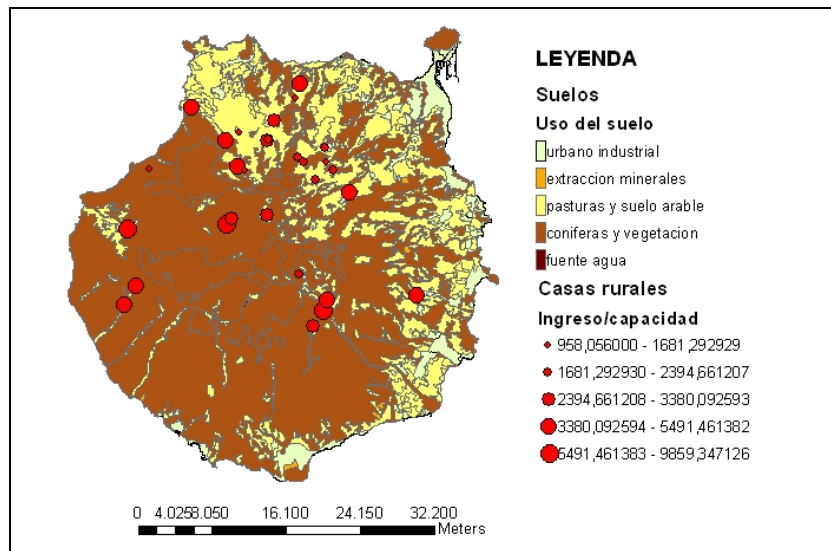 LEYENDA
Suelos
Uso del suelo
urbano industrial
extraccion minerales
pasturas y suelo arable
coniferas y vegetacion
fuente agua
Casas rurales
Ingreso/capacidad
958,056000 - 1681,292929
1681,292930 - 2394,661207
2394,661208 - 3380,092593
3380,092594 - 5491,461382
5491,461383 - 9859,347126
0 4.0258.050 16.100 24.150 32.200
Meters